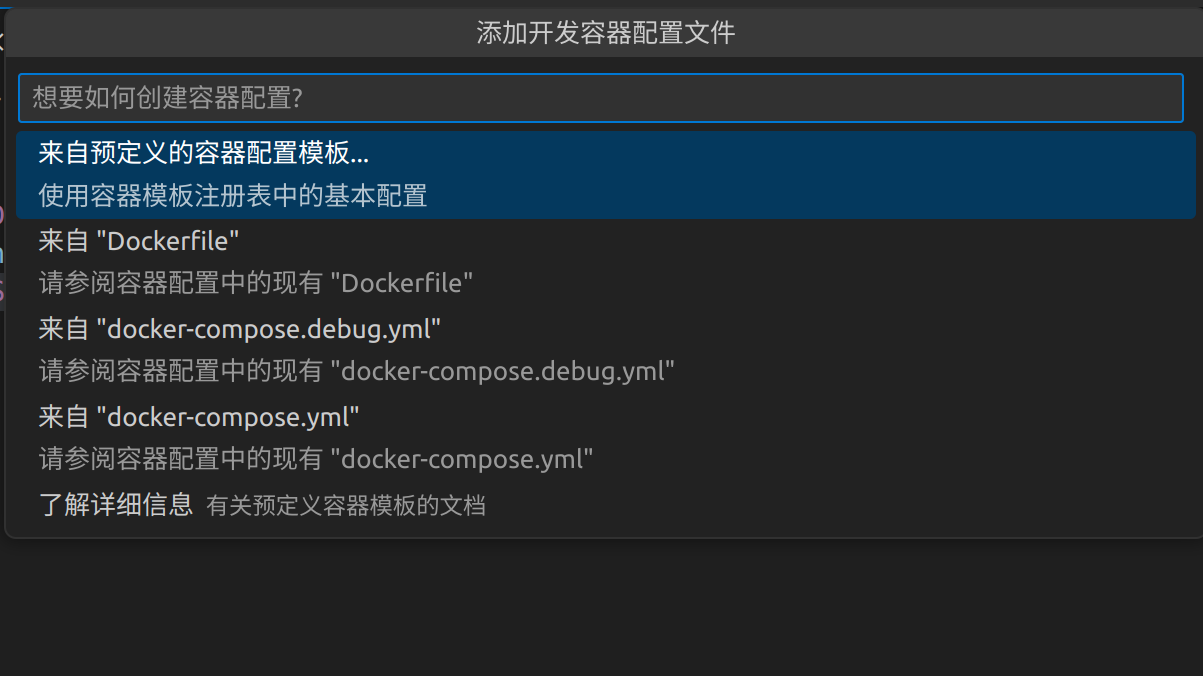 添加开发容器配置文件
想要如何创建容器配置?
来自预定义的容器配置模板...
使用容器模板注册表中的基本配置
来自 "Dockerfile"
请参阅容器配置中的现有 "Dockerfile"
来自 "docker-compose.debug.yml"
请参阅容器配置中的现有 "docker-compose.debug.yml"
来自 "docker-compose.yml"
请参阅容器配置中的现有 "docker-compose.yml"
了解详细信息 有关预定义容器模板的文档